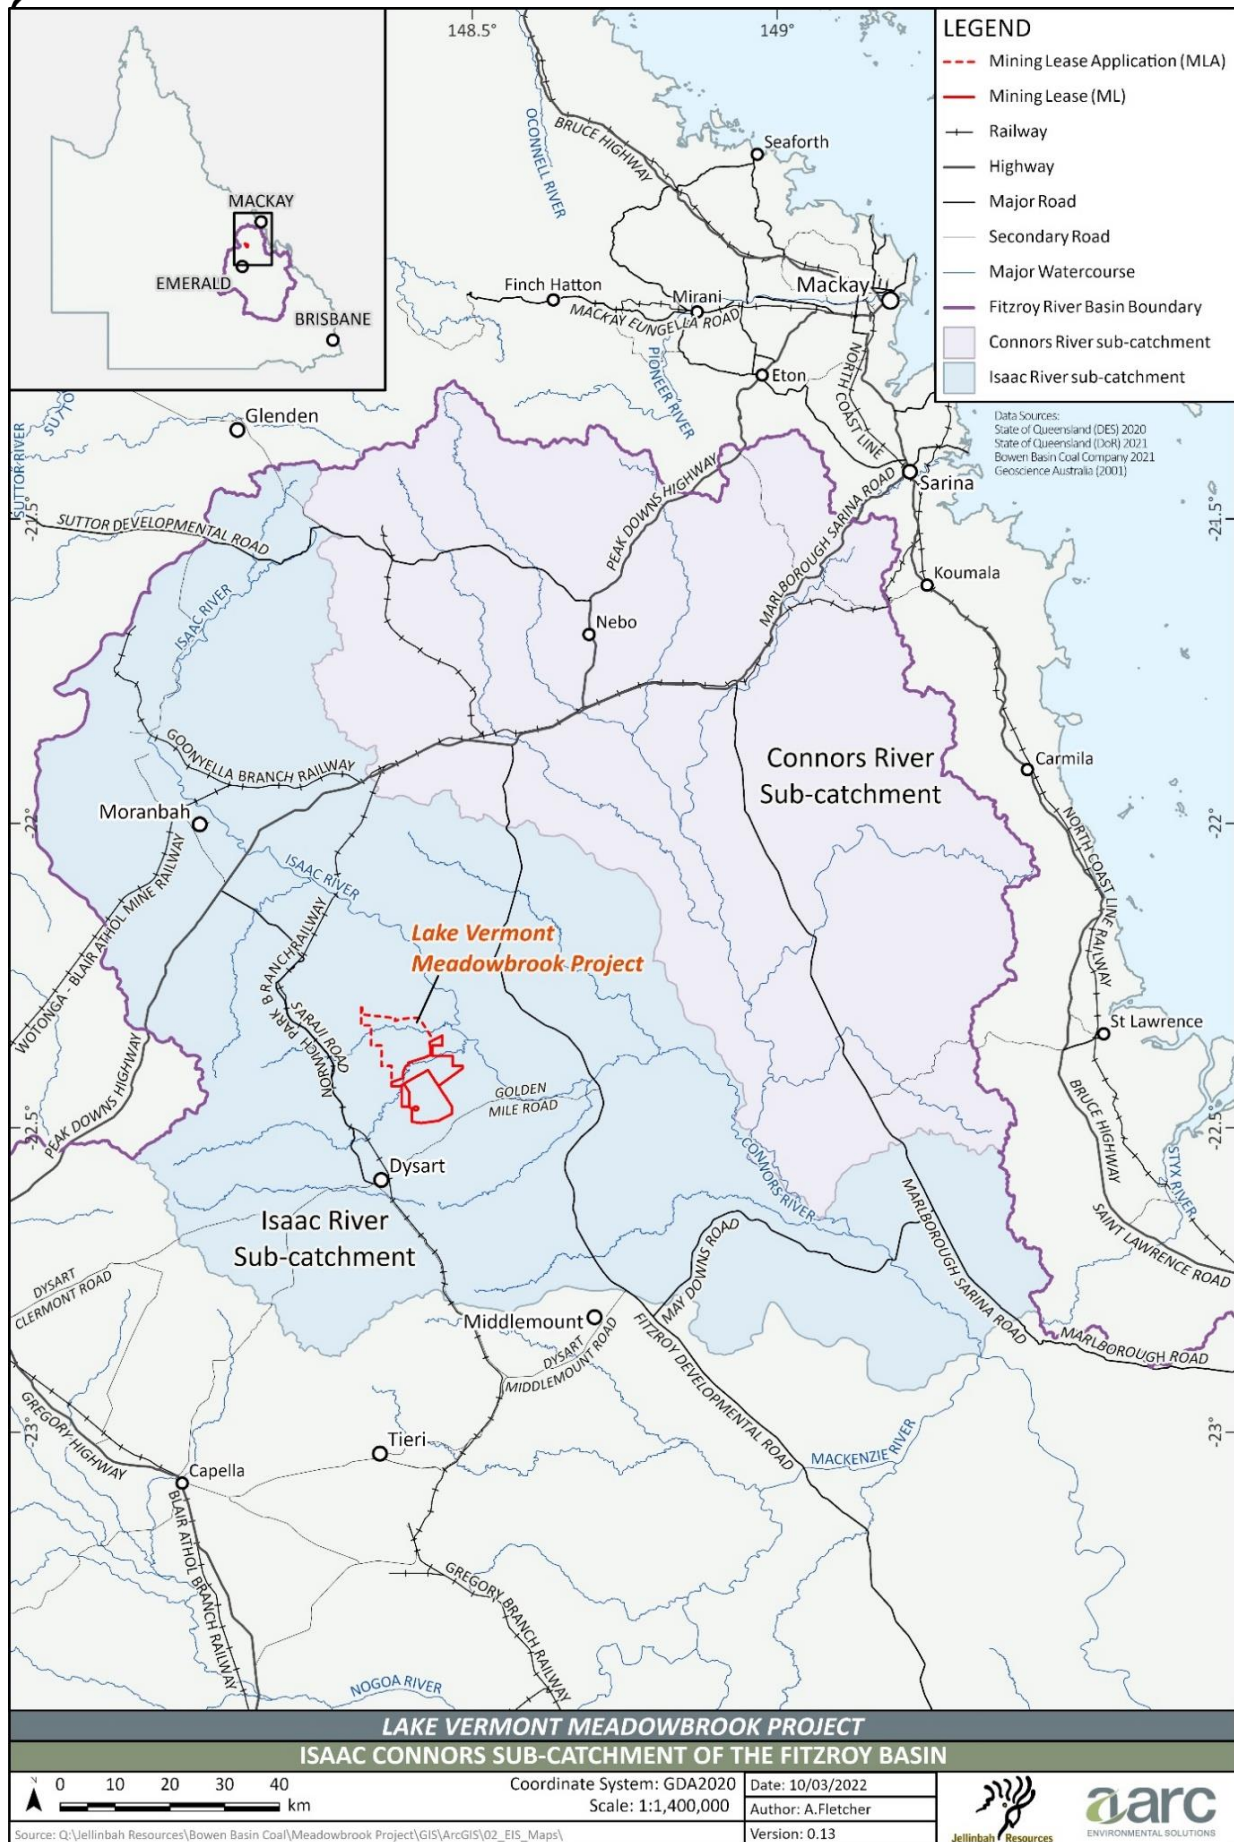 148.5°
149°
LEGEND
Mining Lease Application (MLA)
Mining Lease (ML)
Railway
Highway
Major Road
Secondary Road
Major Watercourse
Fitzroy River Basin Boundary
Connors River sub-catchment
Isaac River sub-catchment
Data Sources:
State of Queensland (DES) 2020
State of Queensland (DoR) 2021
Bowen Basin Coal Company 2021
Geoscience Australia (2001)
MACKAY
EMERALD
BRISBANE
OCONNELL RIVER
BRUCE HIGHWAY
Seaforth
Finch Hatton
Mirani
Mackay
MACKAY EUNGELLA ROAD
PIONEER RIVER
Eton
NORTH COAST LINE
SUTTO
Glenden
SUTTOR RIVER
Sarina
-21.5°
-21.5°
SUTTOR DEVELOPMENTAL ROAD
PEAK DOWNS HIGHWAY
MARLBOROUGH SARINA ROAD
ISAAC RIVER
Koumala
Nebo
GOONYELLA BRANCH RAILWAY
Connors River
Sub-catchment
Carmila
Moranbah
-22°
-22°
ISAAC RIVER
WOTONGA - BLAIR ATHOL MINE RAILWAY
NORTH COAST LINE RAILWAY
Lake Vermont
Meadowbrook Project
NORWICH PARK B RANCHRAILWAY
SARAJI ROAD
St Lawrence
PEAK DOWNS HIGHWAY
GOLDEN
MILE ROAD
BRUCE HIGHWAY
-22.5°
-22.5°
Dysart
CONNORS RIVER
STYX RIVER
MARLBOROUGH SARINA ROAD
SAINT LAWRENCE ROAD
Isaac River
Sub-catchment
DYSART
CLERMONT ROAD
MAY DOWNS ROAD
Middlemount
DYSART
MIDDLEMOUNT ROAD
FITZROY DEVELOPMENTAL ROAD
MARLBOROUGH ROAD
GREGORY HIGHWAY
-23°
-23°
Tieri
MACKENZIE RIVER
Capella
BLAIR ATHOL BRANCH RAILWAY
GREGORY BRANCH RAILWAY
NOGOA RIVER
LAKE VERMONT MEADOWBROOK PROJECT
ISAAC CONNORS SUB-CATCHMENT OF THE FITZROY BASIN
N
0 10 20 30 40
km
Coordinate System: GDA2020
Scale: 1:1,400,000
Date: 10/03/2022
Author: A.Fletcher
Version: 0.13
Source: Q:\Jellinbah Resources\Bowen Basin Coal\Meadowbrook Project\GIS\ArcGIS\02_EIS_Maps\
Jellinbah Resources
aarc
ENVIRONMENTAL SOLUTIONS